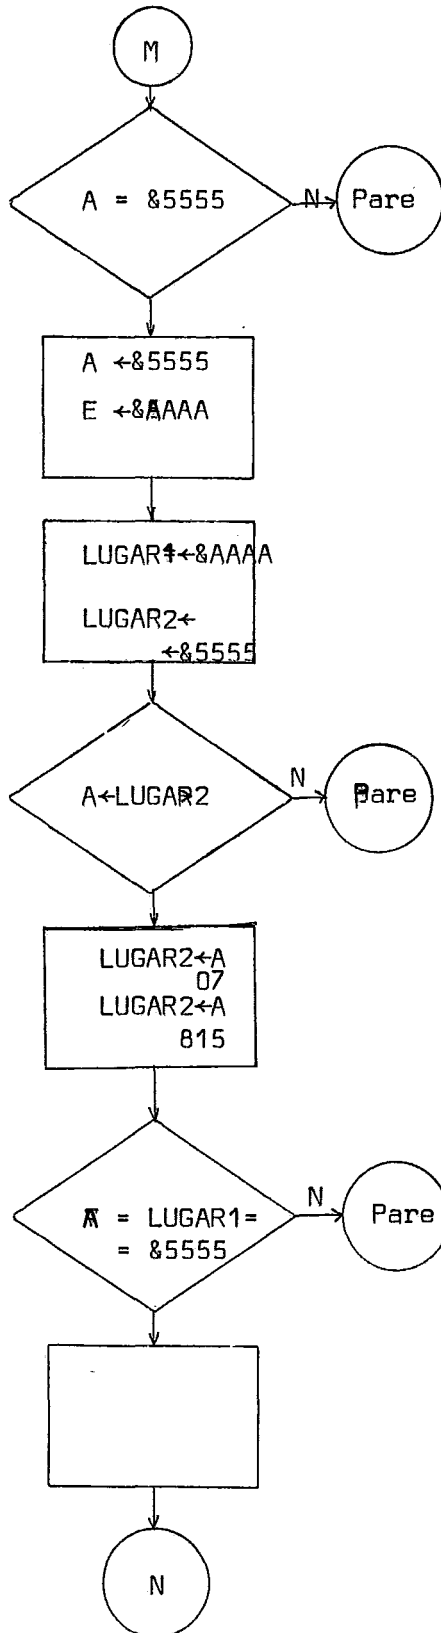 M
A = &5555
N
Pare
A ←&5555
E ←&AAAA
LUGAR1←&AAAA
LUGAR2←
←&5555
A←LUGAR2
N
Pare
LUGAR2←A
07
LUGAR2←A
815
N
Pare
A = LUGAR1=
= &5555
N